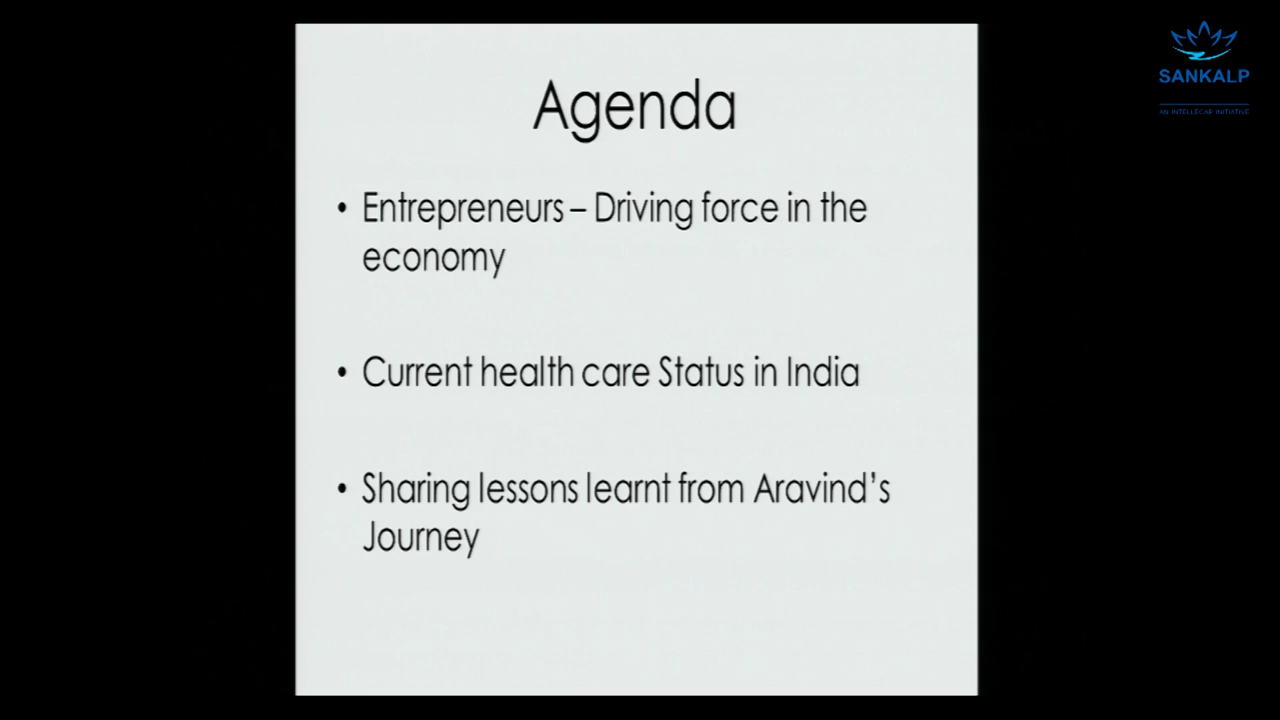 Agenda
• Entrepreneurs – Driving force in the
economy
• Current health care Status in India
• Sharing lessons learnt from Aravind's
Journey
SANKALP
AN INTELLECAP INITIATIVE